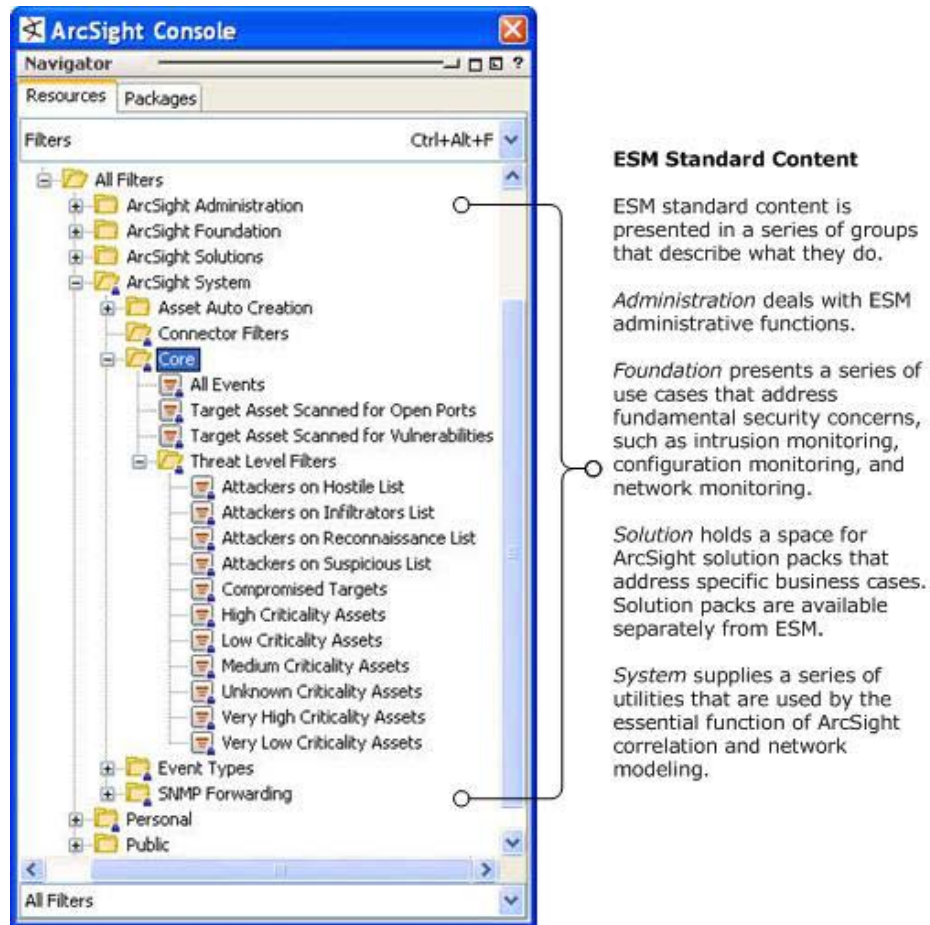 ArcSight Console
Navigator
?
Resources
Packages
Filters Ctrl+Alt+F
All Filters
ArcSight Administration
ArcSight Foundation
ArcSight Solutions
ArcSight System
Asset Auto Creation
Connector Filters
Core
All Events
Target Asset Scanned for Open Ports
Target Asset Scanned for Vulnerabilities
Threat Level Filters
Attackers on Hostile List
Attackers on Infiltrators List
Attackers on Reconnaissance List
Attackers on Suspicious List
Compromised Targets
High Criticality Assets
Low Criticality Assets
Medium Criticality Assets
Unknown Criticality Assets
Very High Criticality Assets
Very Low Criticality Assets
Event Types
SNMP Forwarding
Personal
Public
All Filters
ESM Standard Content
ESM standard content is
presented in a series of groups
that describe what they do.
Administration deals with ESM
administrative functions.
Foundation presents a series of
use cases that address
fundamental security concerns,
such as intrusion monitoring,
configuration monitoring, and
network monitoring.
Solution holds a space for
ArcSight solution packs that
address specific business cases.
Solution packs are available
separately from ESM.
System supplies a series of
utilities that are used by the
essential function of ArcSight
correlation and network
modeling.